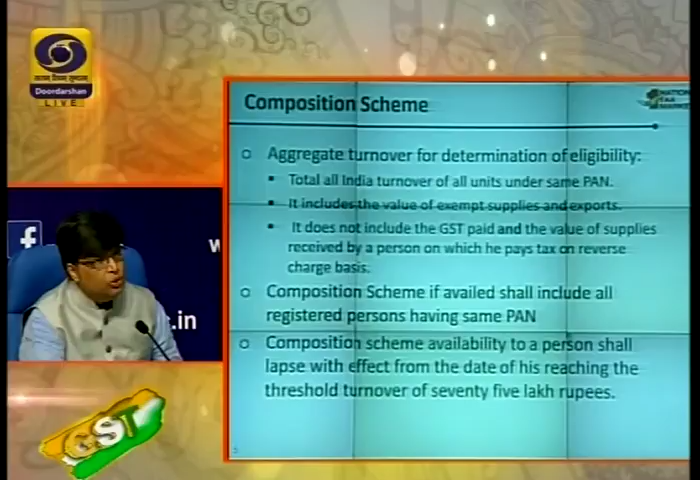 Doordarshan
LIVE
Composition Scheme
NATION
TAX
MARKET
Aggregate turnover for determination of eligibility:
Total all India turnover of all units under same PAN.
It includes the value of exempt supplies and exports.
It does not include the GST paid and the value of supplies
received by a person on which he pays tax on reverse
charge basis.
Composition Scheme if availed shall include all
registered persons having same PAN
Composition scheme availability to a person shall
lapse with effect from the date of his reaching the
threshold turnover of seventy five lakh rupees.
f
w
.in
GST